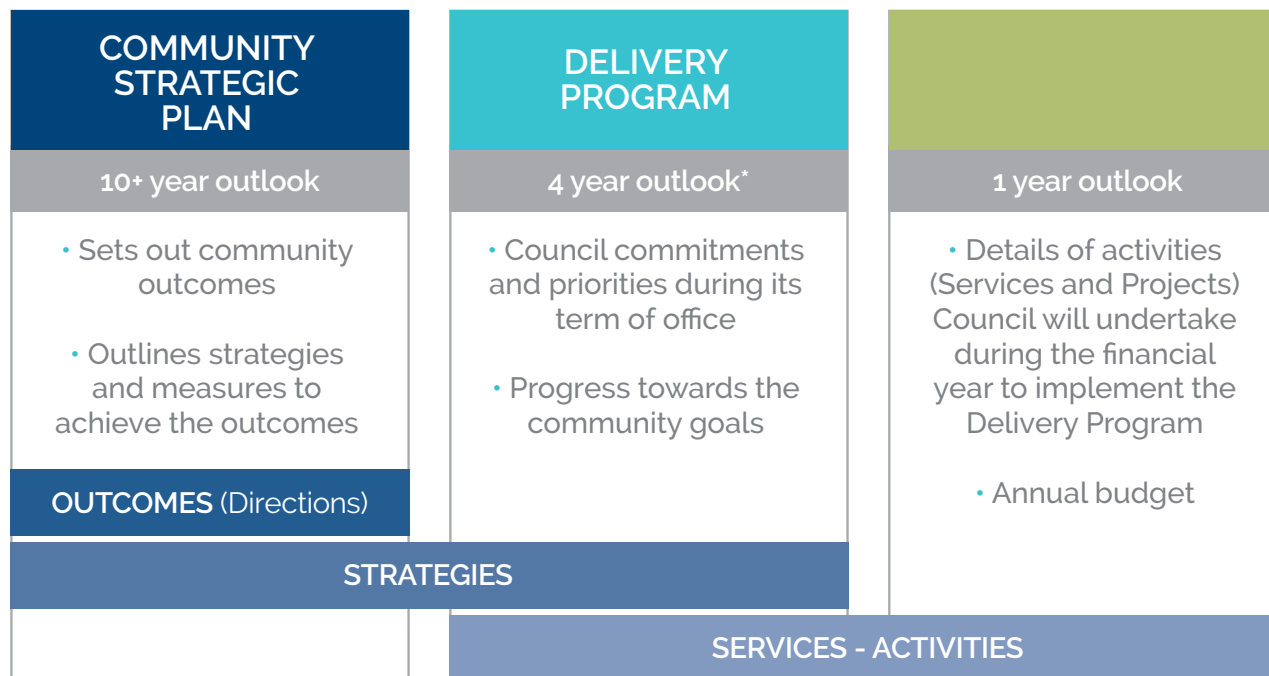 COMMUNITY
STRATEGIC
PLAN
10+ year outlook
• Sets out community
outcomes
• Outlines strategies
and measures to
achieve the outcomes
OUTCOMES (Directions)
DELIVERY
PROGRAM
4 year outlook*
• Council commitments
and priorities during its
term of office
• Progress towards the
community goals
1 year outlook
• Details of activities
(Services and Projects)
Council will undertake
during the financial
year to implement the
Delivery Program
• Annual budget
STRATEGIES
SERVICES - ACTIVITIES